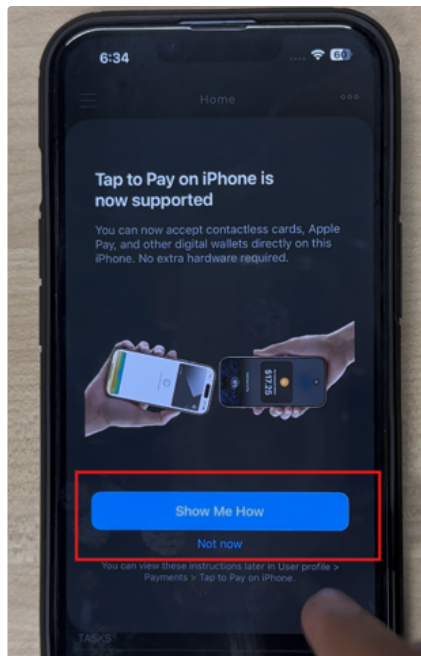 6:34
60
Home
Tap to Pay on iPhone is
now supported
You can now accept contactless cards, Apple
Pay, and other digital wallets directly on this
iPhone. No extra hardware required.
$17.25
Show Me How
Not now
You can view these instructions later in User profile >
Payments > Tap to Pay on iPhone.
TASKS